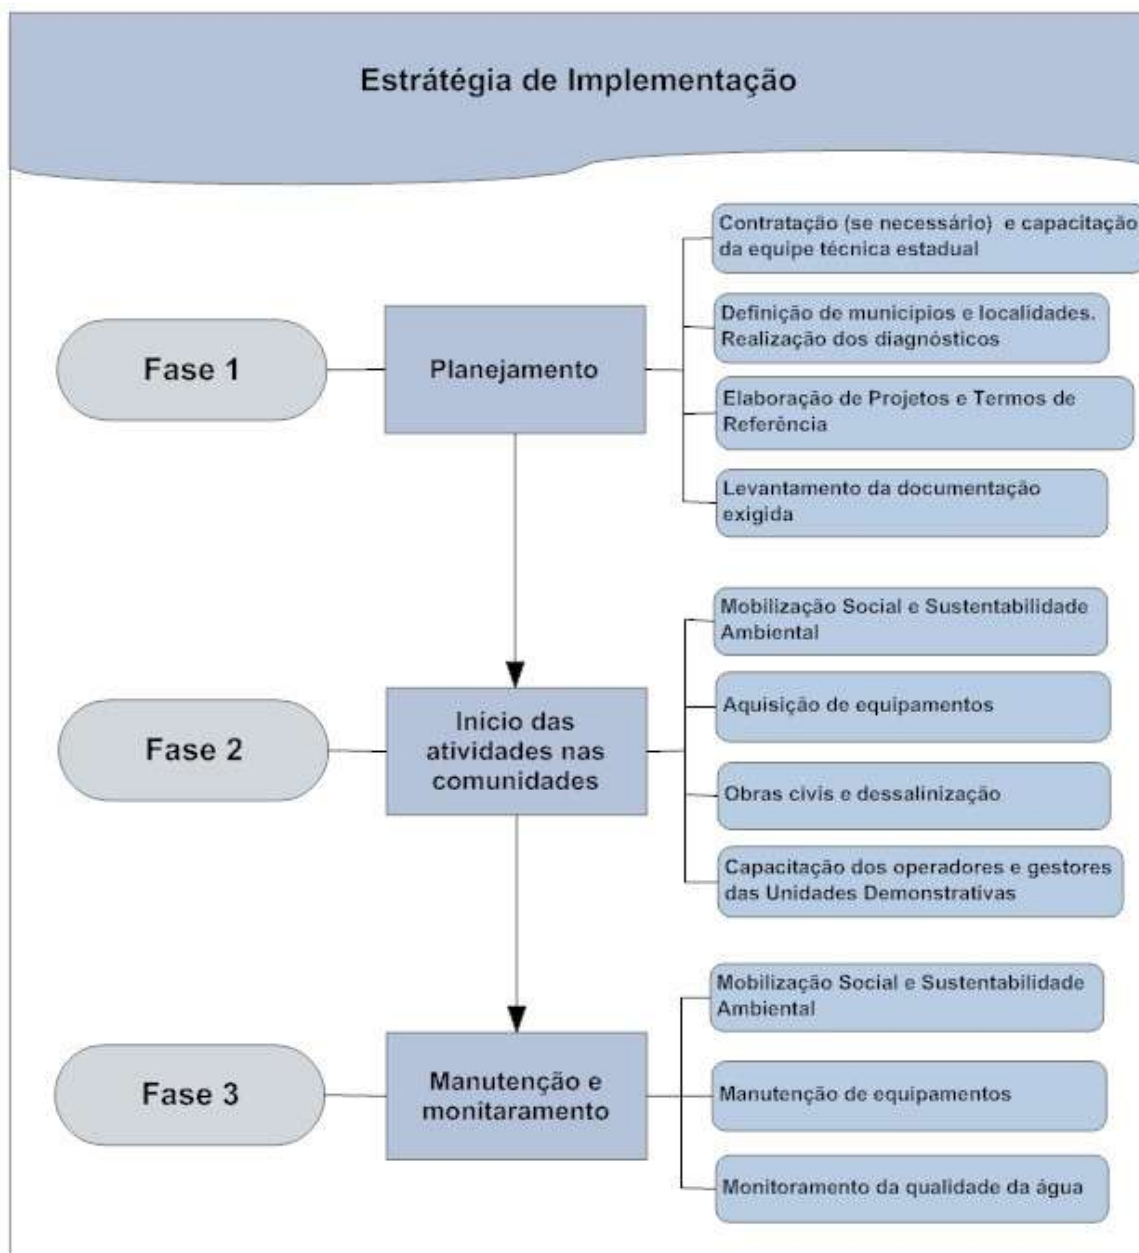 Estrátégia de Implementação
Fase 1
Planejamento
Contratação (se necessário) e capacitação
da equipe técnica estadual
Definição de municípios e localidades.
Realização dos diagnósticos
Elaboração de Projetos e Termos de
Referência
Levantamento da documentação
exigida
Fase 2
Início das
atividades nas
comunidades
Mobilização Social e Sustentabilidade
Ambiental
Aquisição de equipamentos
Obras civis e dessalinização
Capacitação dos operadores e gestores
das Unidades Demonstrativas
Fase 3
Manutenção e
monitaramento
Mobilização Social e Sustentabilidade
Ambiental
Manutenção de equipamentos
Monitoramento da qualidade da água